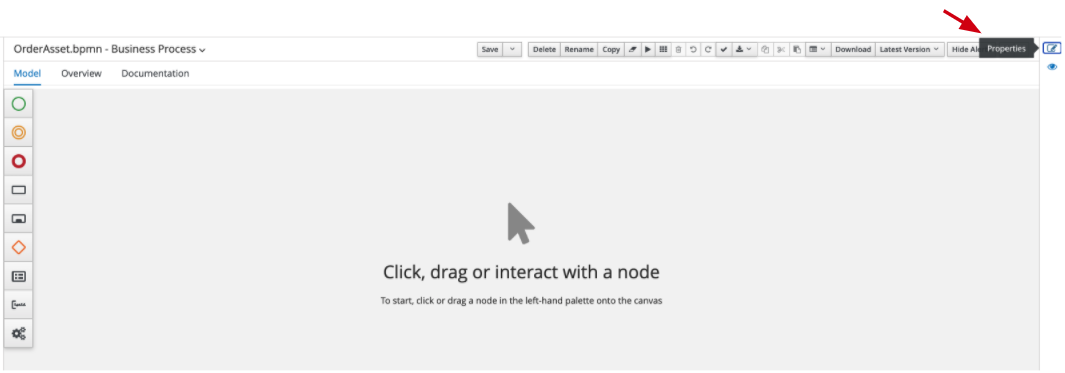 OrderAsset.bpmn - Business Process
Save Delete Rename Copy Download Latest Version Hide Al Properties
Model Overview Documentation
Click, drag or interact with a node
To start, click or drag a node in the left-hand palette onto the canvas